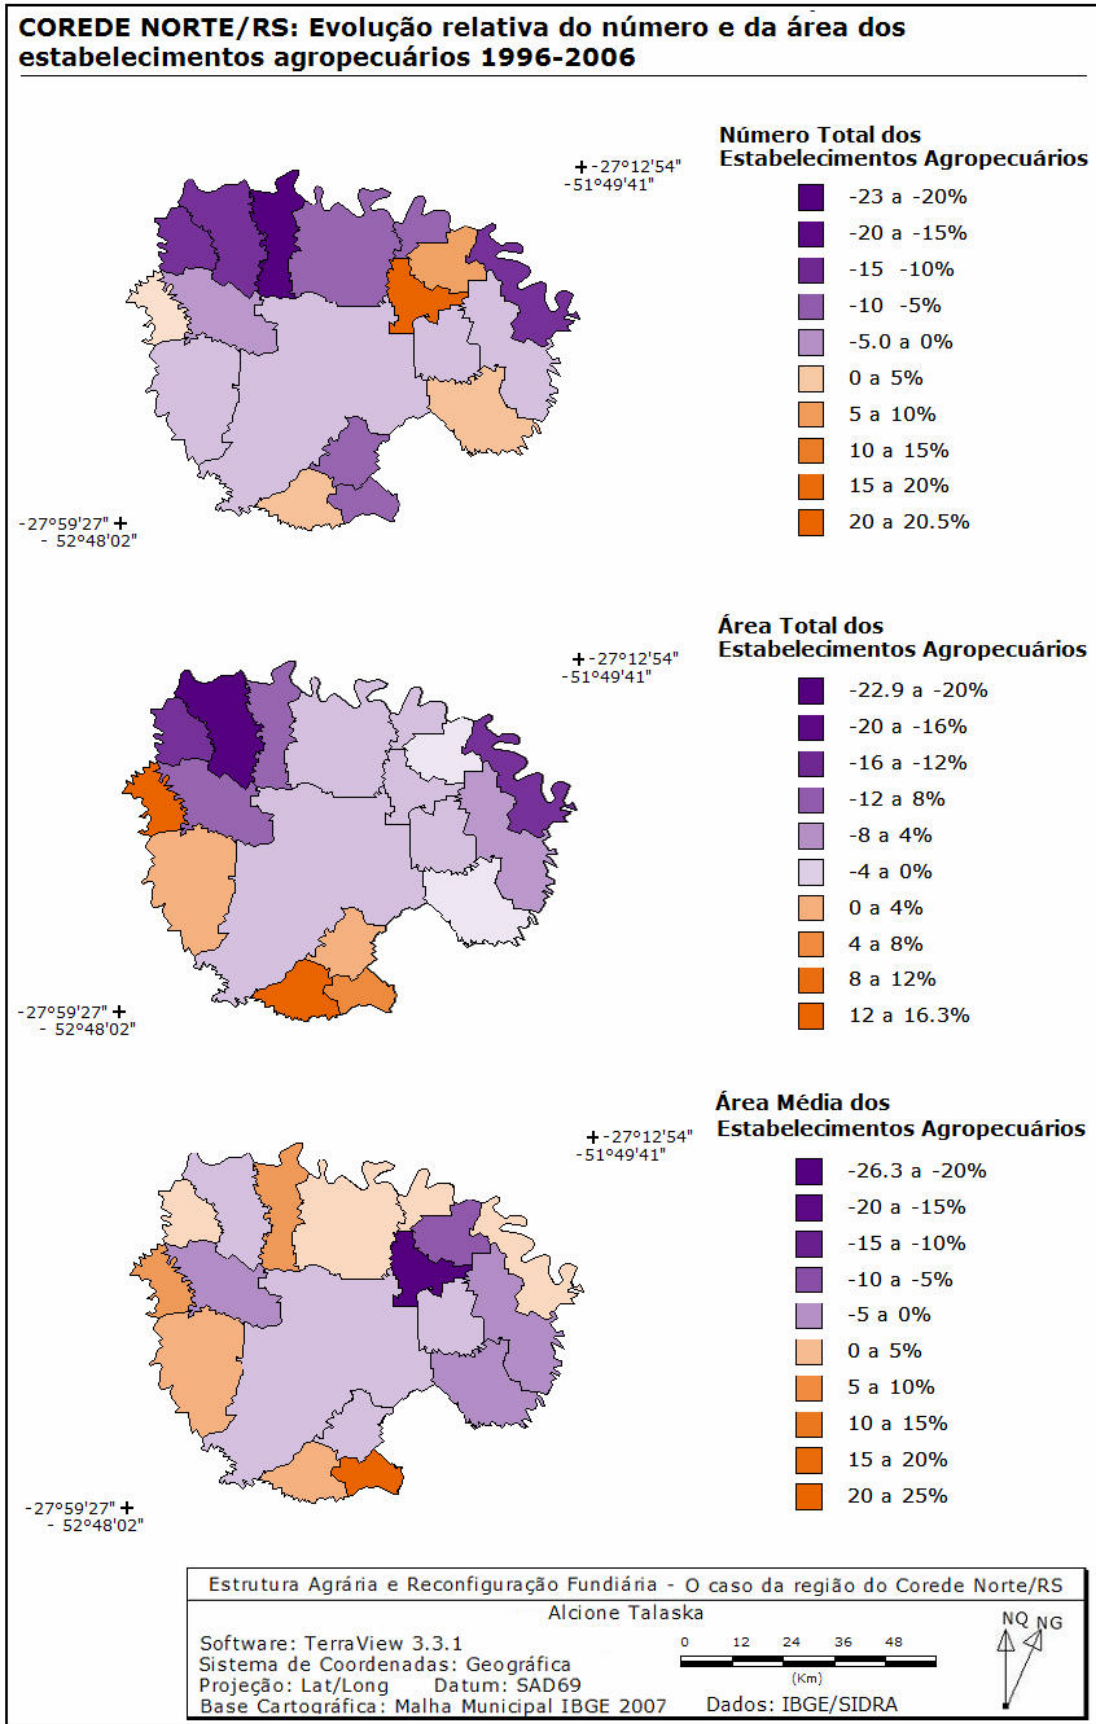 COREDE NORTE/RS: Evolução relativa do número e da área dos
estabelecimentos agropecuários 1996-2006
Número Total dos
Estabelecimentos Agropecuários
+ -27°12'54"
-51°49'41"
-23 a -20%
-20 a -15%
-15 -10%
-10 -5%
-5.0 a 0%
0 a 5%
5 a 10%
10 a 15%
15 a 20%
20 a 20.5%
-27°59'27" +
- 52°48'02"
Área Total dos
Estabelecimentos Agropecuários
+ -27°12'54"
-51°49'41"
-22.9 a -20%
-20 a -16%
-16 a -12%
-12 a 8%
-8 a 4%
-4 a 0%
0 a 4%
4 a 8%
8 a 12%
12 a 16.3%
-27°59'27" +
- 52°48'02"
Área Média dos
Estabelecimentos Agropecuários
+ -27°12'54"
-51°49'41"
-26.3 a -20%
-20 a -15%
-15 a -10%
-10 a -5%
-5 a 0%
0 a 5%
5 a 10%
10 a 15%
15 a 20%
20 a 25%
-27°59'27" +
- 52°48'02"
Estrutura Agrária e Reconfiguração Fundiária - O caso da região do Corede Norte/RS
Alcione Talaska
NQ NG
Software: TerraView 3.3.1
0 12 24 36 48
Sistema de Coordenadas: Geográfica
(Km)
Projeção: Lat/Long Datum: SAD69
Base Cartográfica: Malha Municipal IBGE 2007 Dados: IBGE/SIDRA